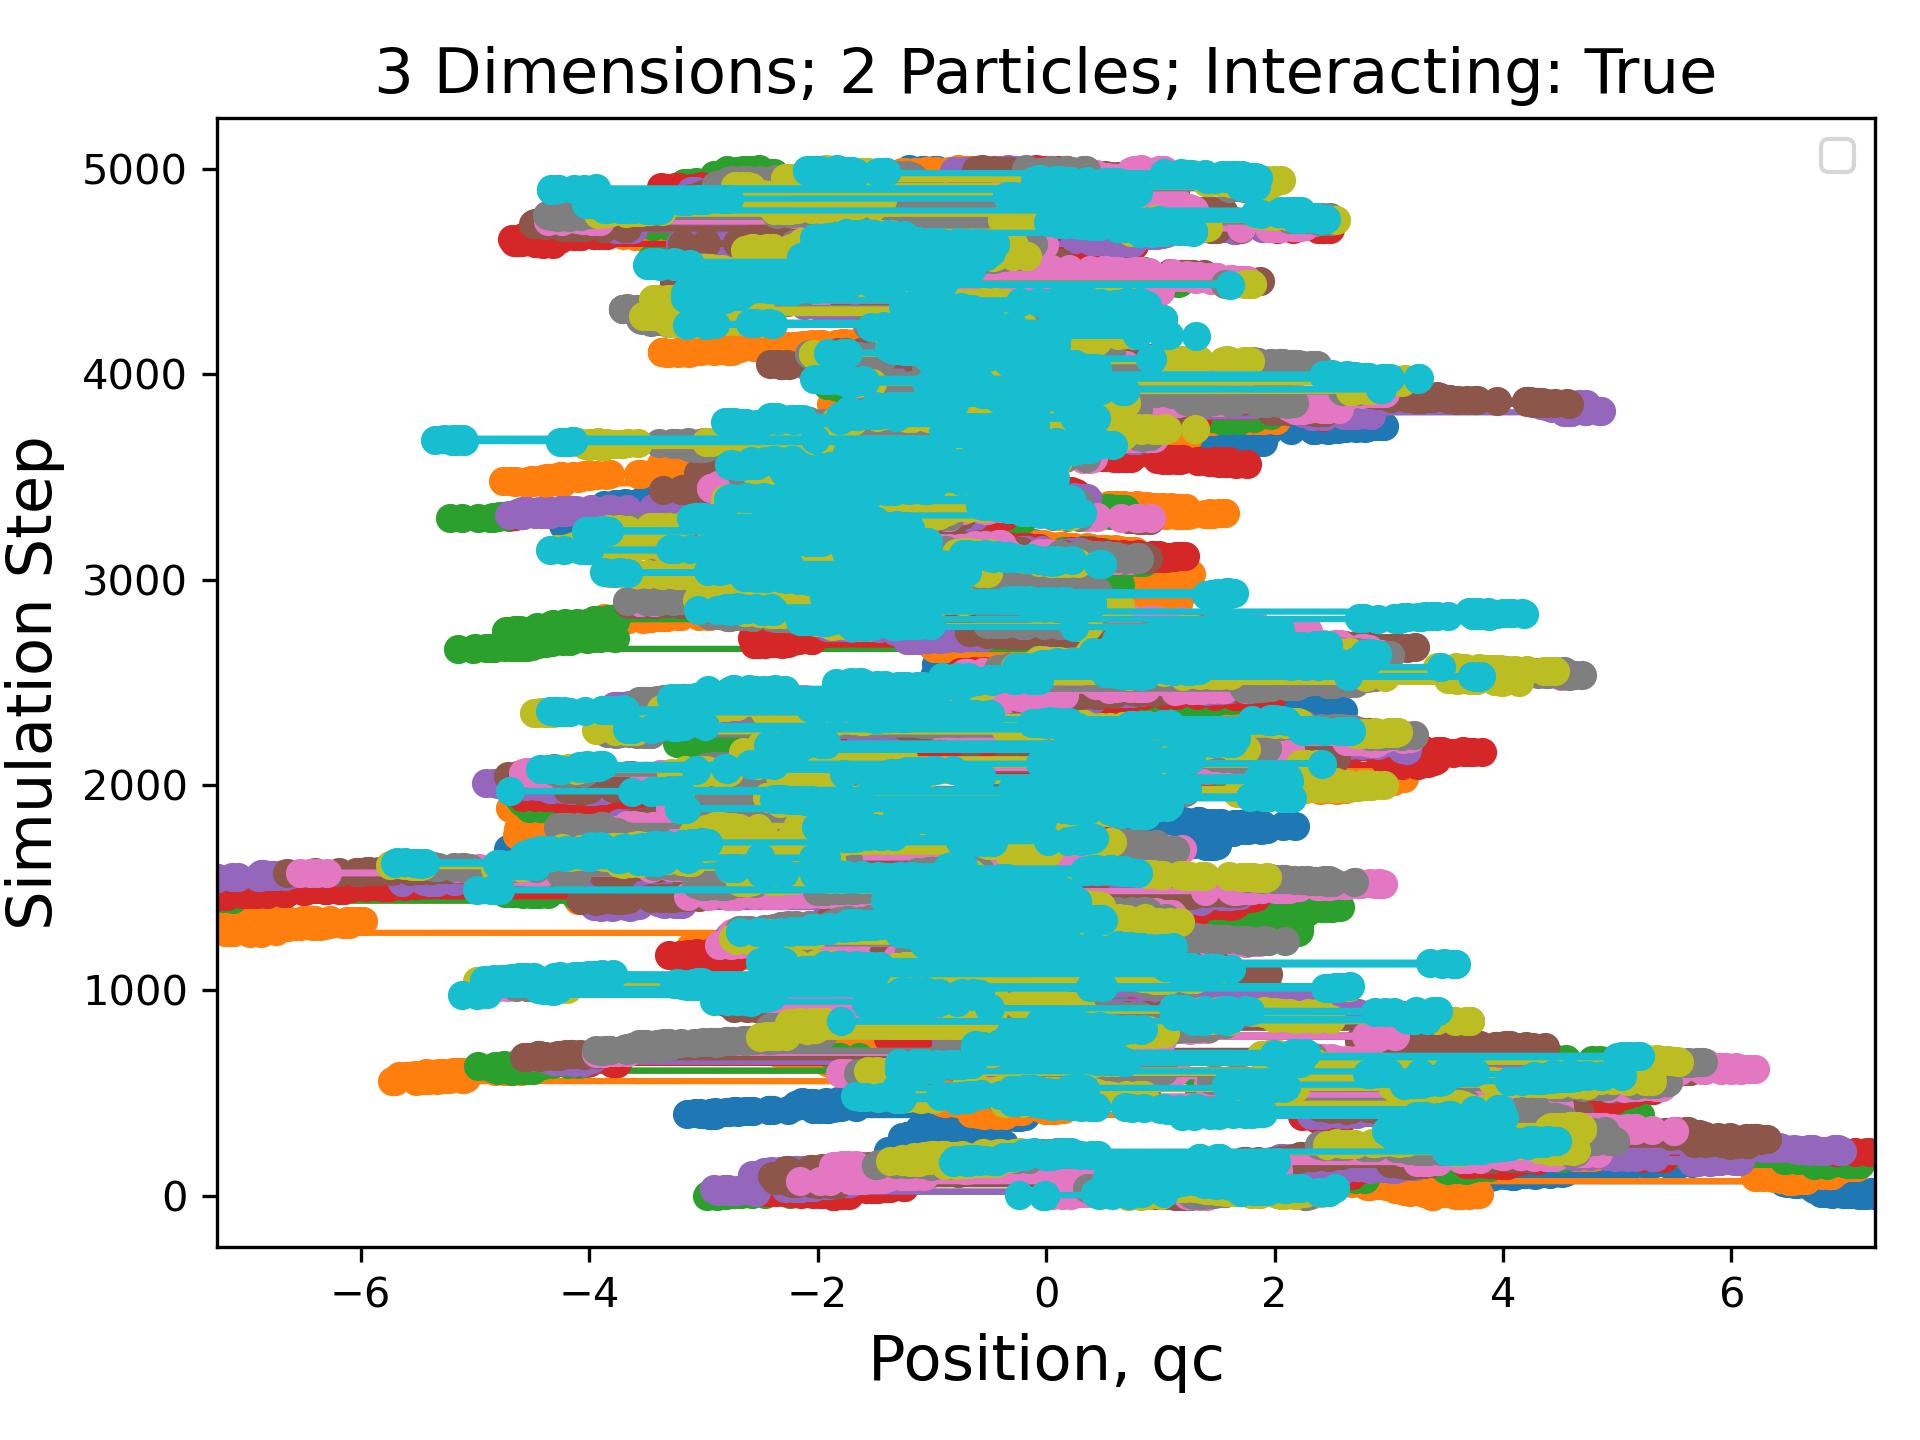 3 Dimensions; 2 Particles; Interacting: True
Simulation Step
5000
4000
3000
2000
1000
0
−6 −4 −2 0 2 4 6
Position, qc